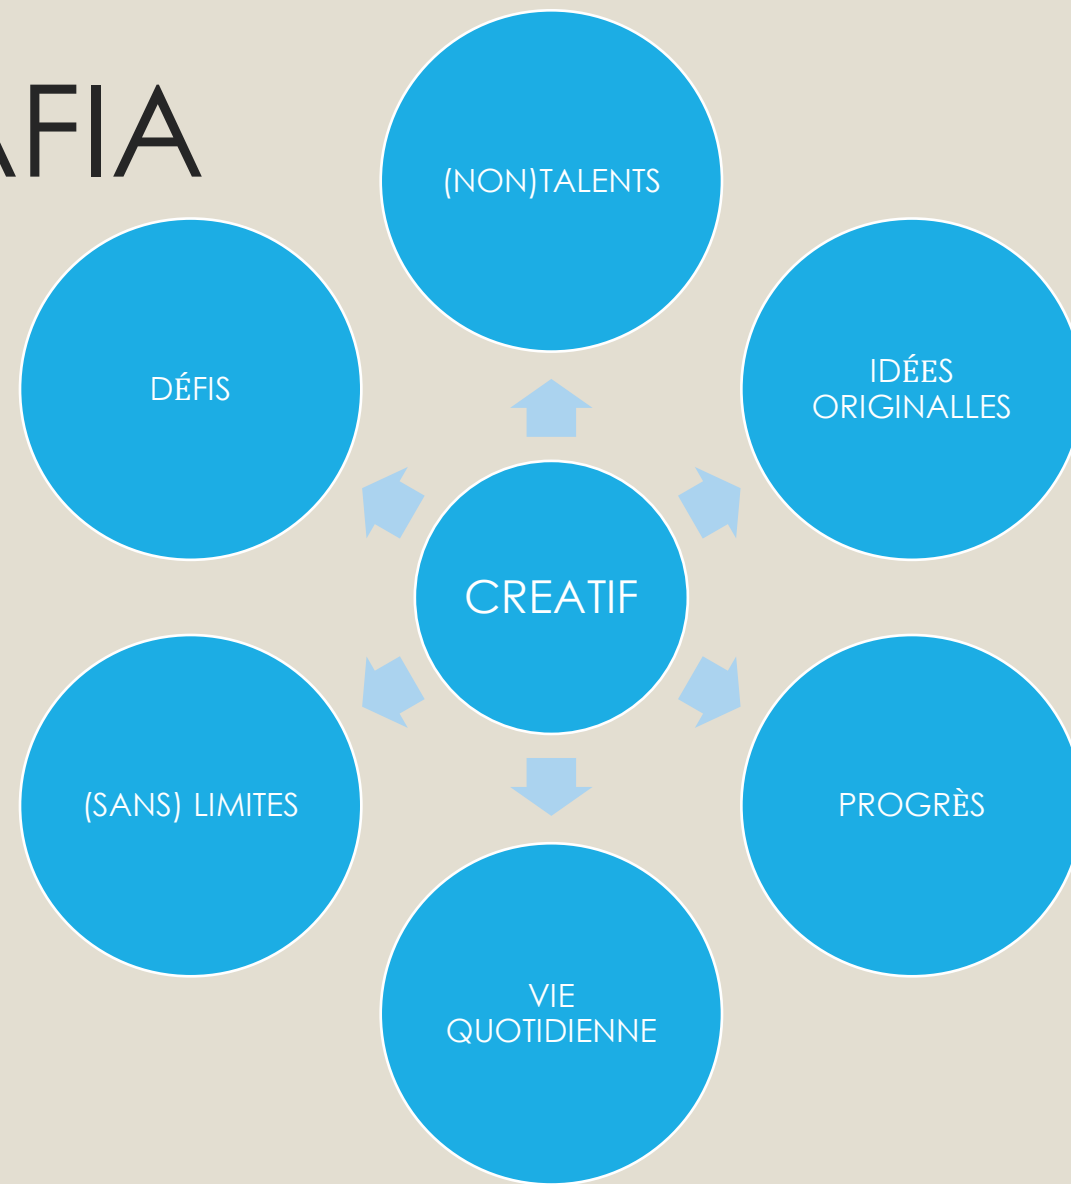 AFIA
(NON)TALENTS
IDÉES
ORIGINALLES
PROGRÈS
VIE
QUOTIDIENNE
(SANS) LIMITES
DÉFIS
CREATIF